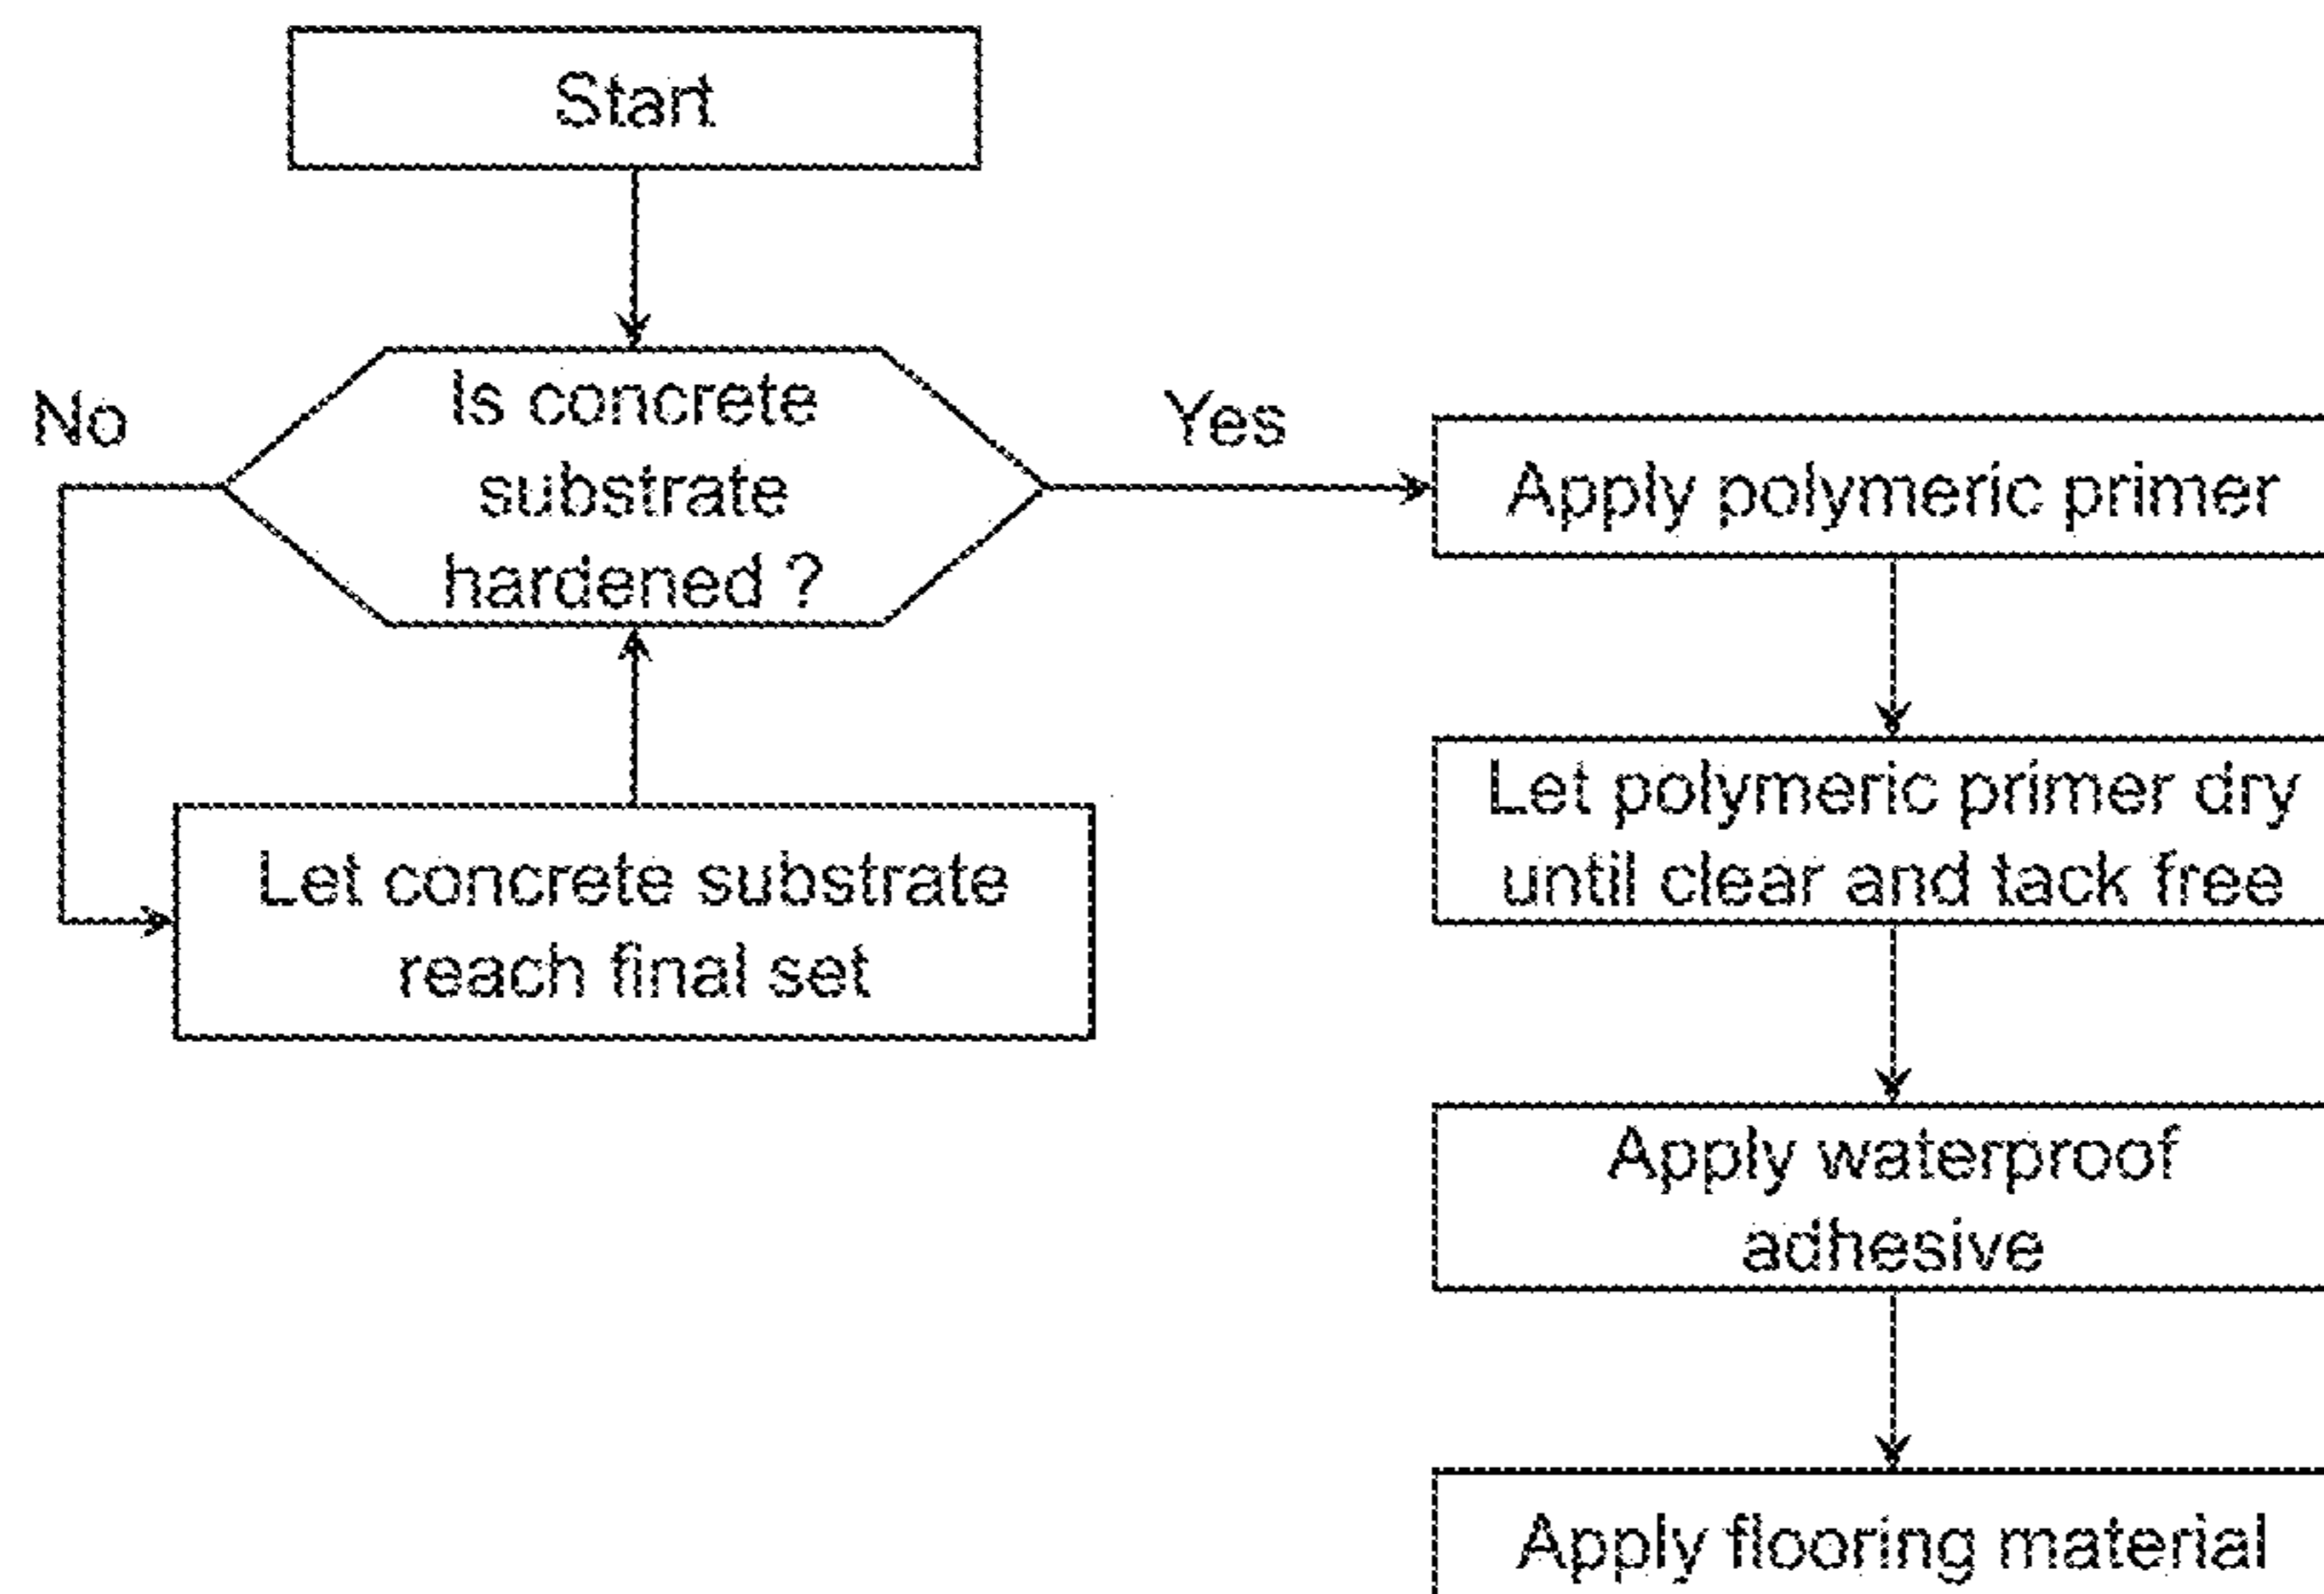 Start
Is concrete
substrate
hardened ?
No
Yes
Let concrete substrate
reach final set
Apply polymeric primer
Let polymeric primer dry
until clear and tack free
Apply waterproof
adhesive
Apply flooring material